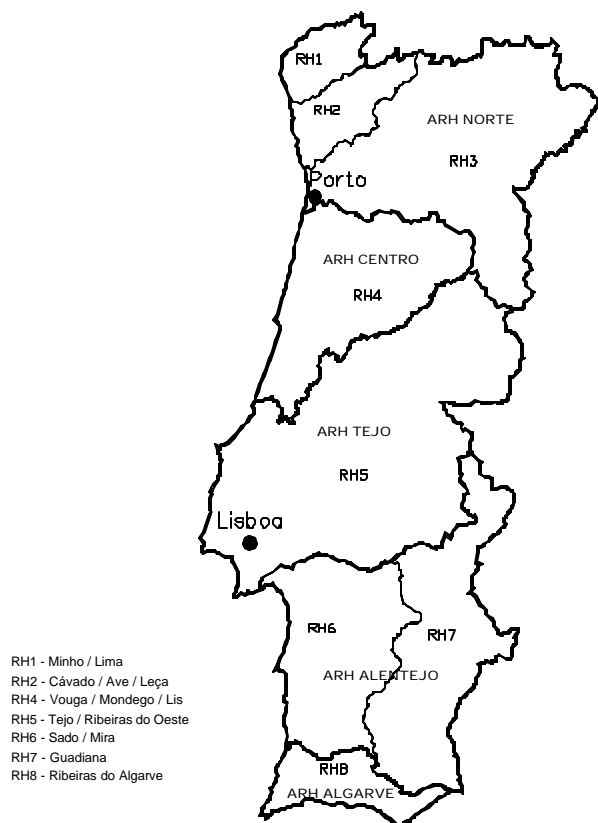 RH1
RH2
ARH NORTE
RH3
Porto
ARH CENTRO
RH4
ARH TEJO
RH5
Lisboa
RH6
RH7
ARH ALENTEJO
RH8
ARH ALGARVE
RH1 - Minho / Lima
RH2 - Cávado / Ave / Leça
RH4 - Vouga / Mondego / Lis
RH5 - Tejo / Ribeiras do Oeste
RH6 - Sado / Mira
RH7 - Guadiana
RH8 - Ribeiras do Algarve